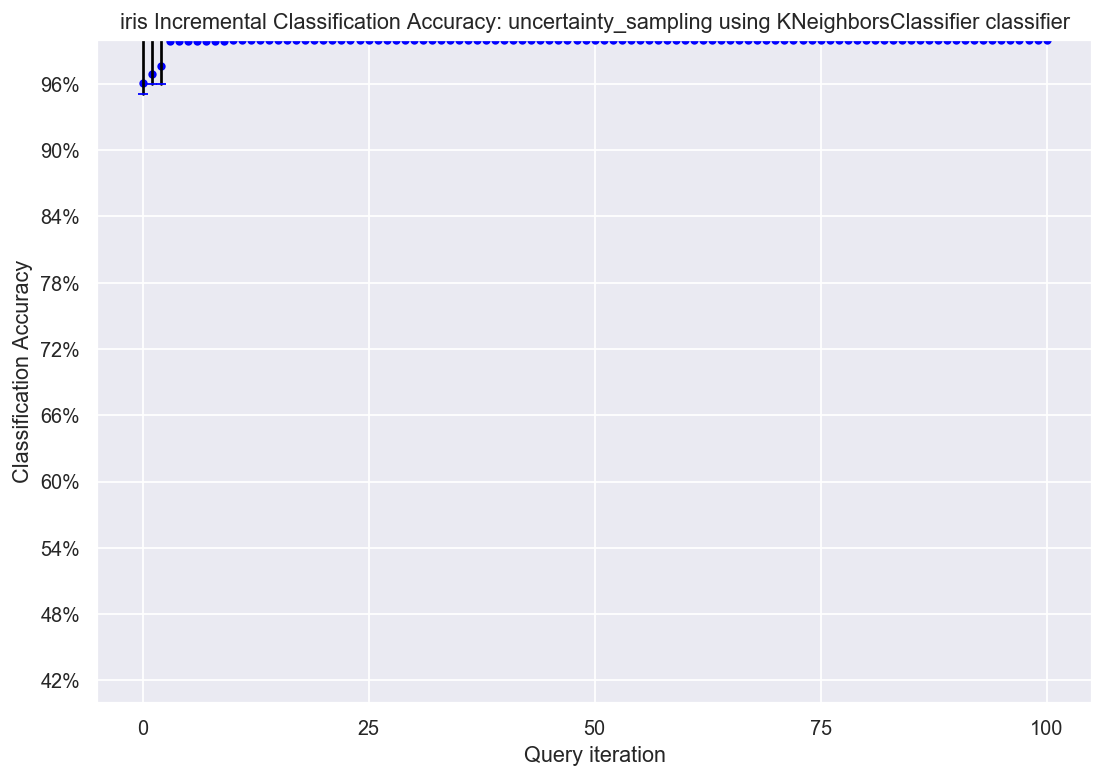 iris Incremental Classification Accuracy: uncertainty_sampling using KNeighborsClassifier classifier
96%
90%
84%
78%
72%
66%
60%
54%
48%
42%
Classification Accuracy
0 25 50 75 100
Query iteration